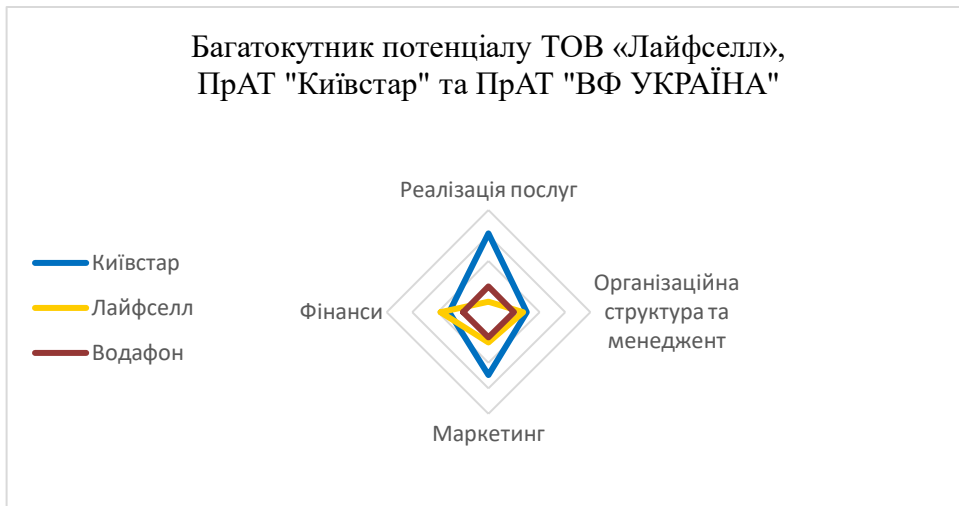 Багатокутник потенціалу ТОВ «Лайфселл»,
ПрАТ "Київстар" та ПрАТ "ВФ УКРАЇНА"
Реалізація послуг
Київстар
Лайфселл
Водафон
Фінанси
Організаційна
структура та
менеджент
Маркетинг